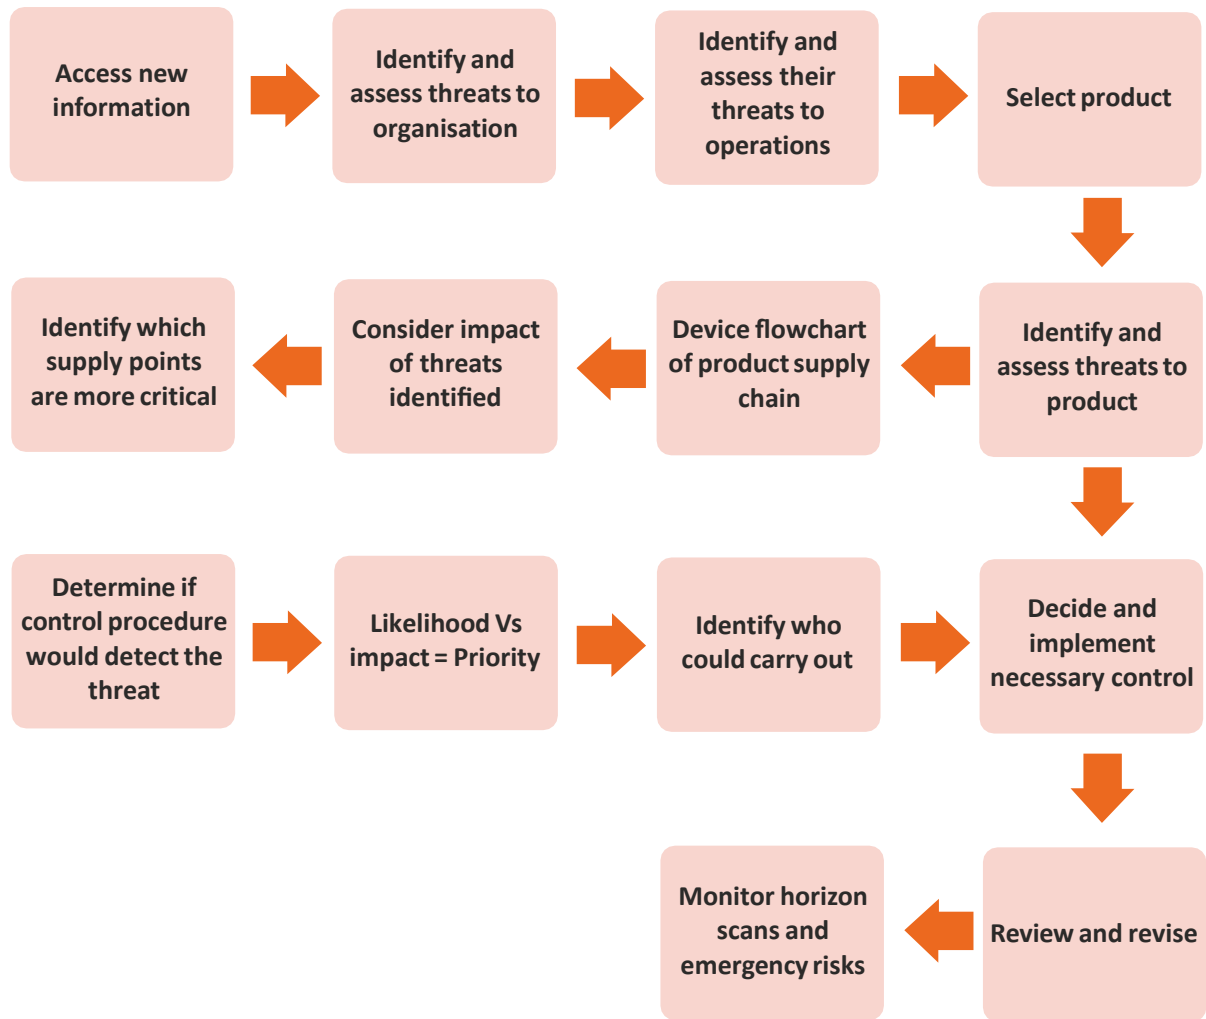 Access new
information
Identify and
assess threats to
organisation
Identify and
assess their
threats to
operations
Select product
Identify which
supply points
are more critical
Consider impact
of threats
identified
Device flowchart
of product supply
chain
Identify and
assess threats to
product
Determine if
control procedure
would detect the
threat
Likelihood Vs
impact = Priority
Identify who
could carry out
Decide and
implement
necessary control
Monitor horizon
scans and
emergency risks
Review and revise